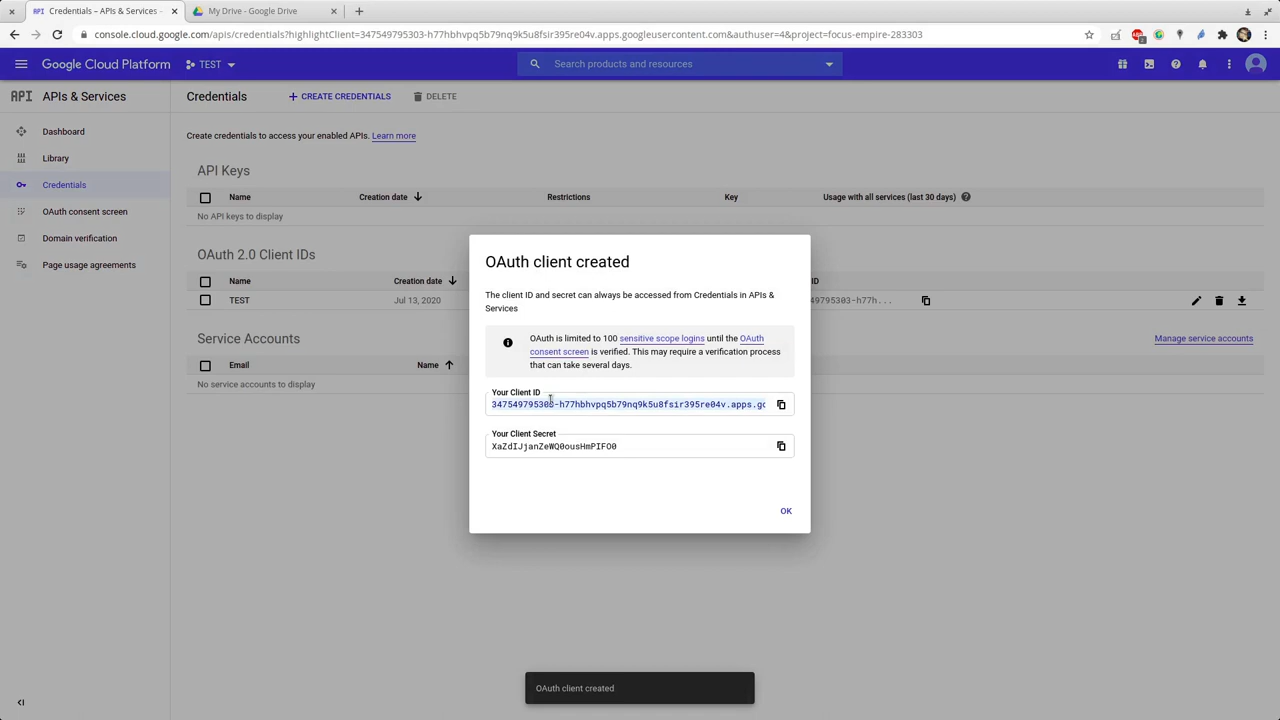 API Credentials – APIs & Services –
My Drive - Google Drive
console.cloud.google.com/apis/credentials?highlightClient=347549795303-h77hbhvpq5b79nq9k5u8fsir395re04v.apps.googleusercontent.com&authuser=4&project=focus-empire-283303
Google Cloud Platform
TEST
Search products and resources
API APIs & Services
Credentials
CREATE CREDENTIALS
DELETE
Dashboard
Library
Credentials
OAuth consent screen
Domain verification
Page usage agreements
Create credentials to access your enabled APIs. Learn more
API Keys
Name Creation date Restrictions Key Usage with all services (last 30 days)
No API keys to display
OAuth 2.0 Client IDs
Name Creation date ID
TEST Jul 13, 2020 49795303-h77h...
Service Accounts
Manage service accounts
Email Name
No service accounts to display
OAuth client created
The client ID and secret can always be accessed from Credentials in APIs &
Services
OAuth is limited to 100 sensitive scope logins until the OAuth
consent screen is verified. This may require a verification process
that can take several days.
Your Client ID
347549795303-h77hbhvpq5b79nq9k5u8fsir395re04v.apps.go
Your Client Secret
XaZdIJjanZeWQ0ousHmPIFO0
OK
OAuth client created